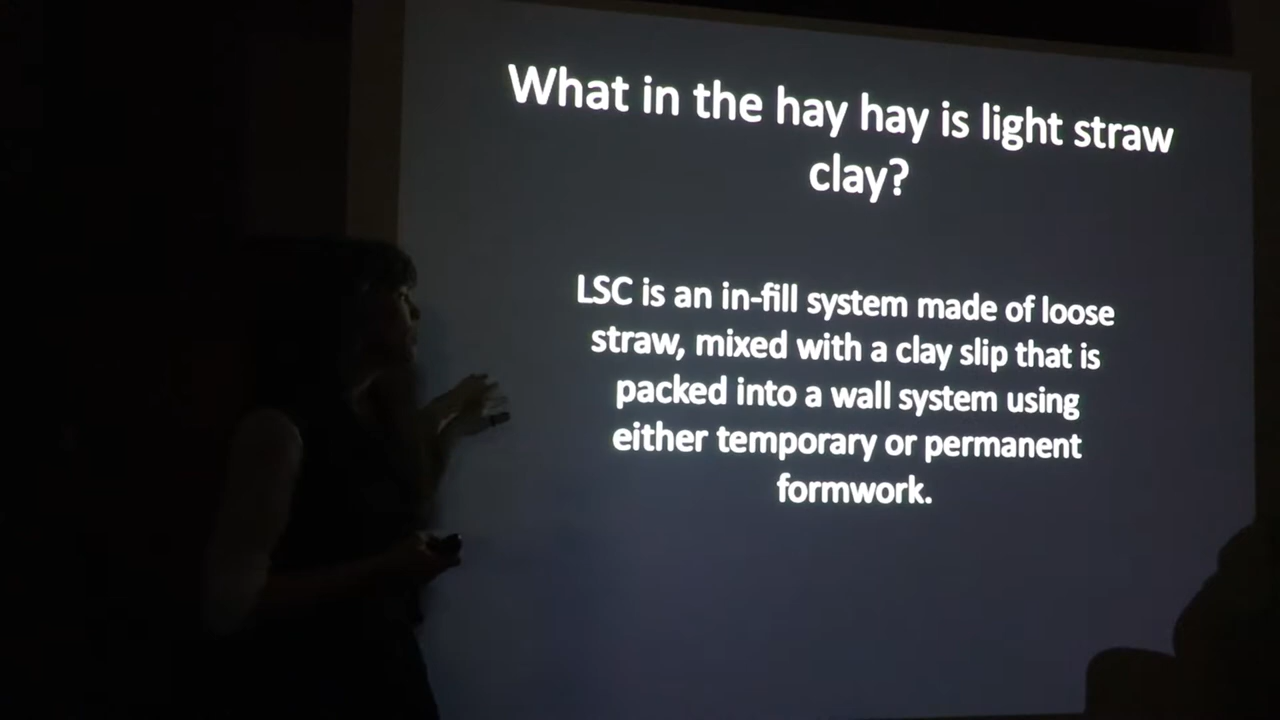 What in the hay hay is light straw
clay?
LSC is an in-fill system made of loose
straw, mixed with a clay slip that is
packed into a wall system using
either temporary or permanent
formwork.